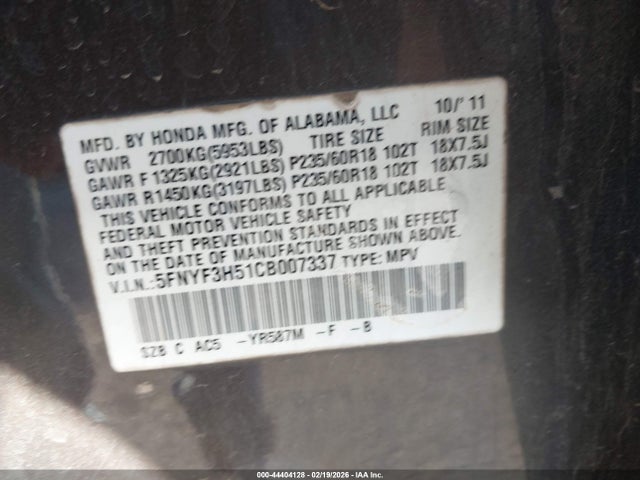 MFD. BY HONDA MFG. OF ALABAMA, LLC 10/'11
GVWR 2700KG(5953LBS) TIRE SIZE RIM SIZE
GAWR F 1325KG(2921LBS) P235/60R18 102T 18X7.5J
GAWR R1450KG(3197LBS) P235/60R18 102T 18X7.5J
THIS VEHICLE CONFORMS TO ALL APPLICABLE
FEDERAL MOTOR VEHICLE SAFETY
AND THEFT PREVENTION STANDARDS IN EFFECT
ON THE DATE OF MANUFACTURE SHOWN ABOVE.
V.I.N.:5FNYF3H51CB007337 TYPE: MPV
SZB C AC5 -YR587M -F -B
000-44404128 - 02/19/2026 - IAA Inc.